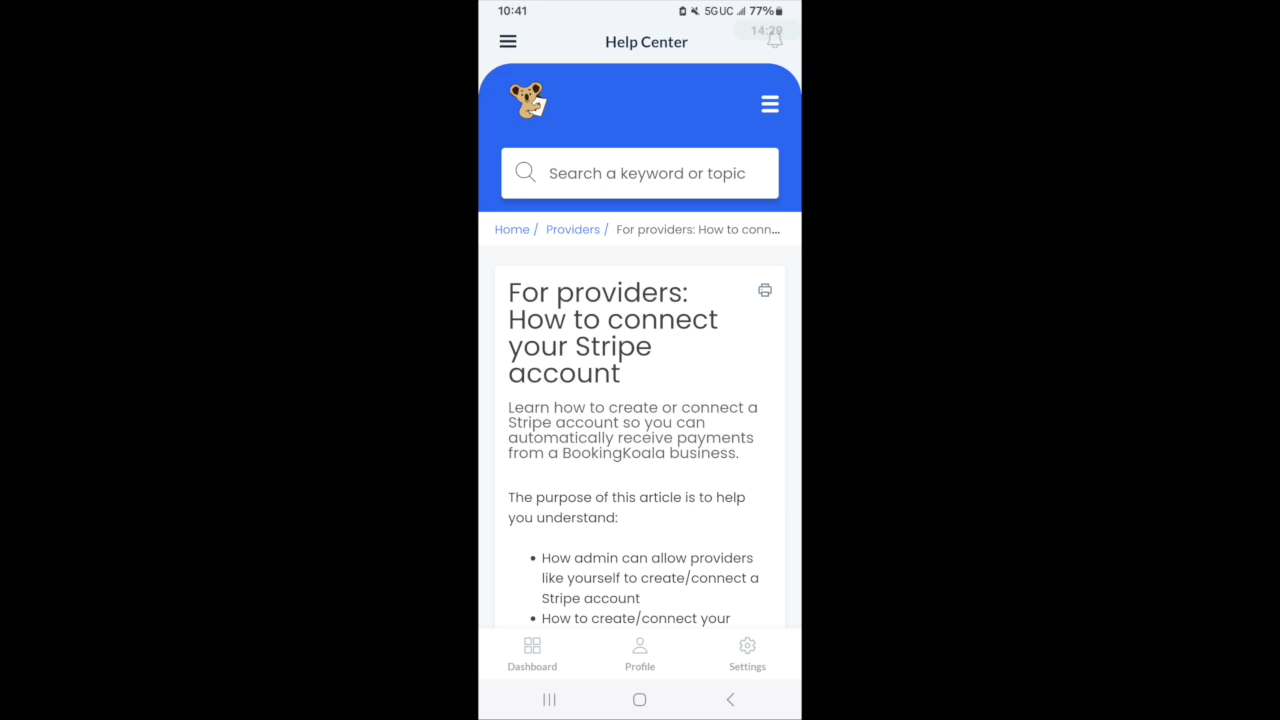 10:41
5G UC 77%
14:29
Help Center
Search a keyword or topic
Home / Providers / For providers: How to conn...
For providers:
How to connect
your Stripe
account
Learn how to create or connect a
Stripe account so you can
automatically receive payments
from a BookingKoala business.
The purpose of this article is to help
you understand:
• How admin can allow providers
like yourself to create/connect a
Stripe account
• How to create/connect your
Dashboard Profile Settings